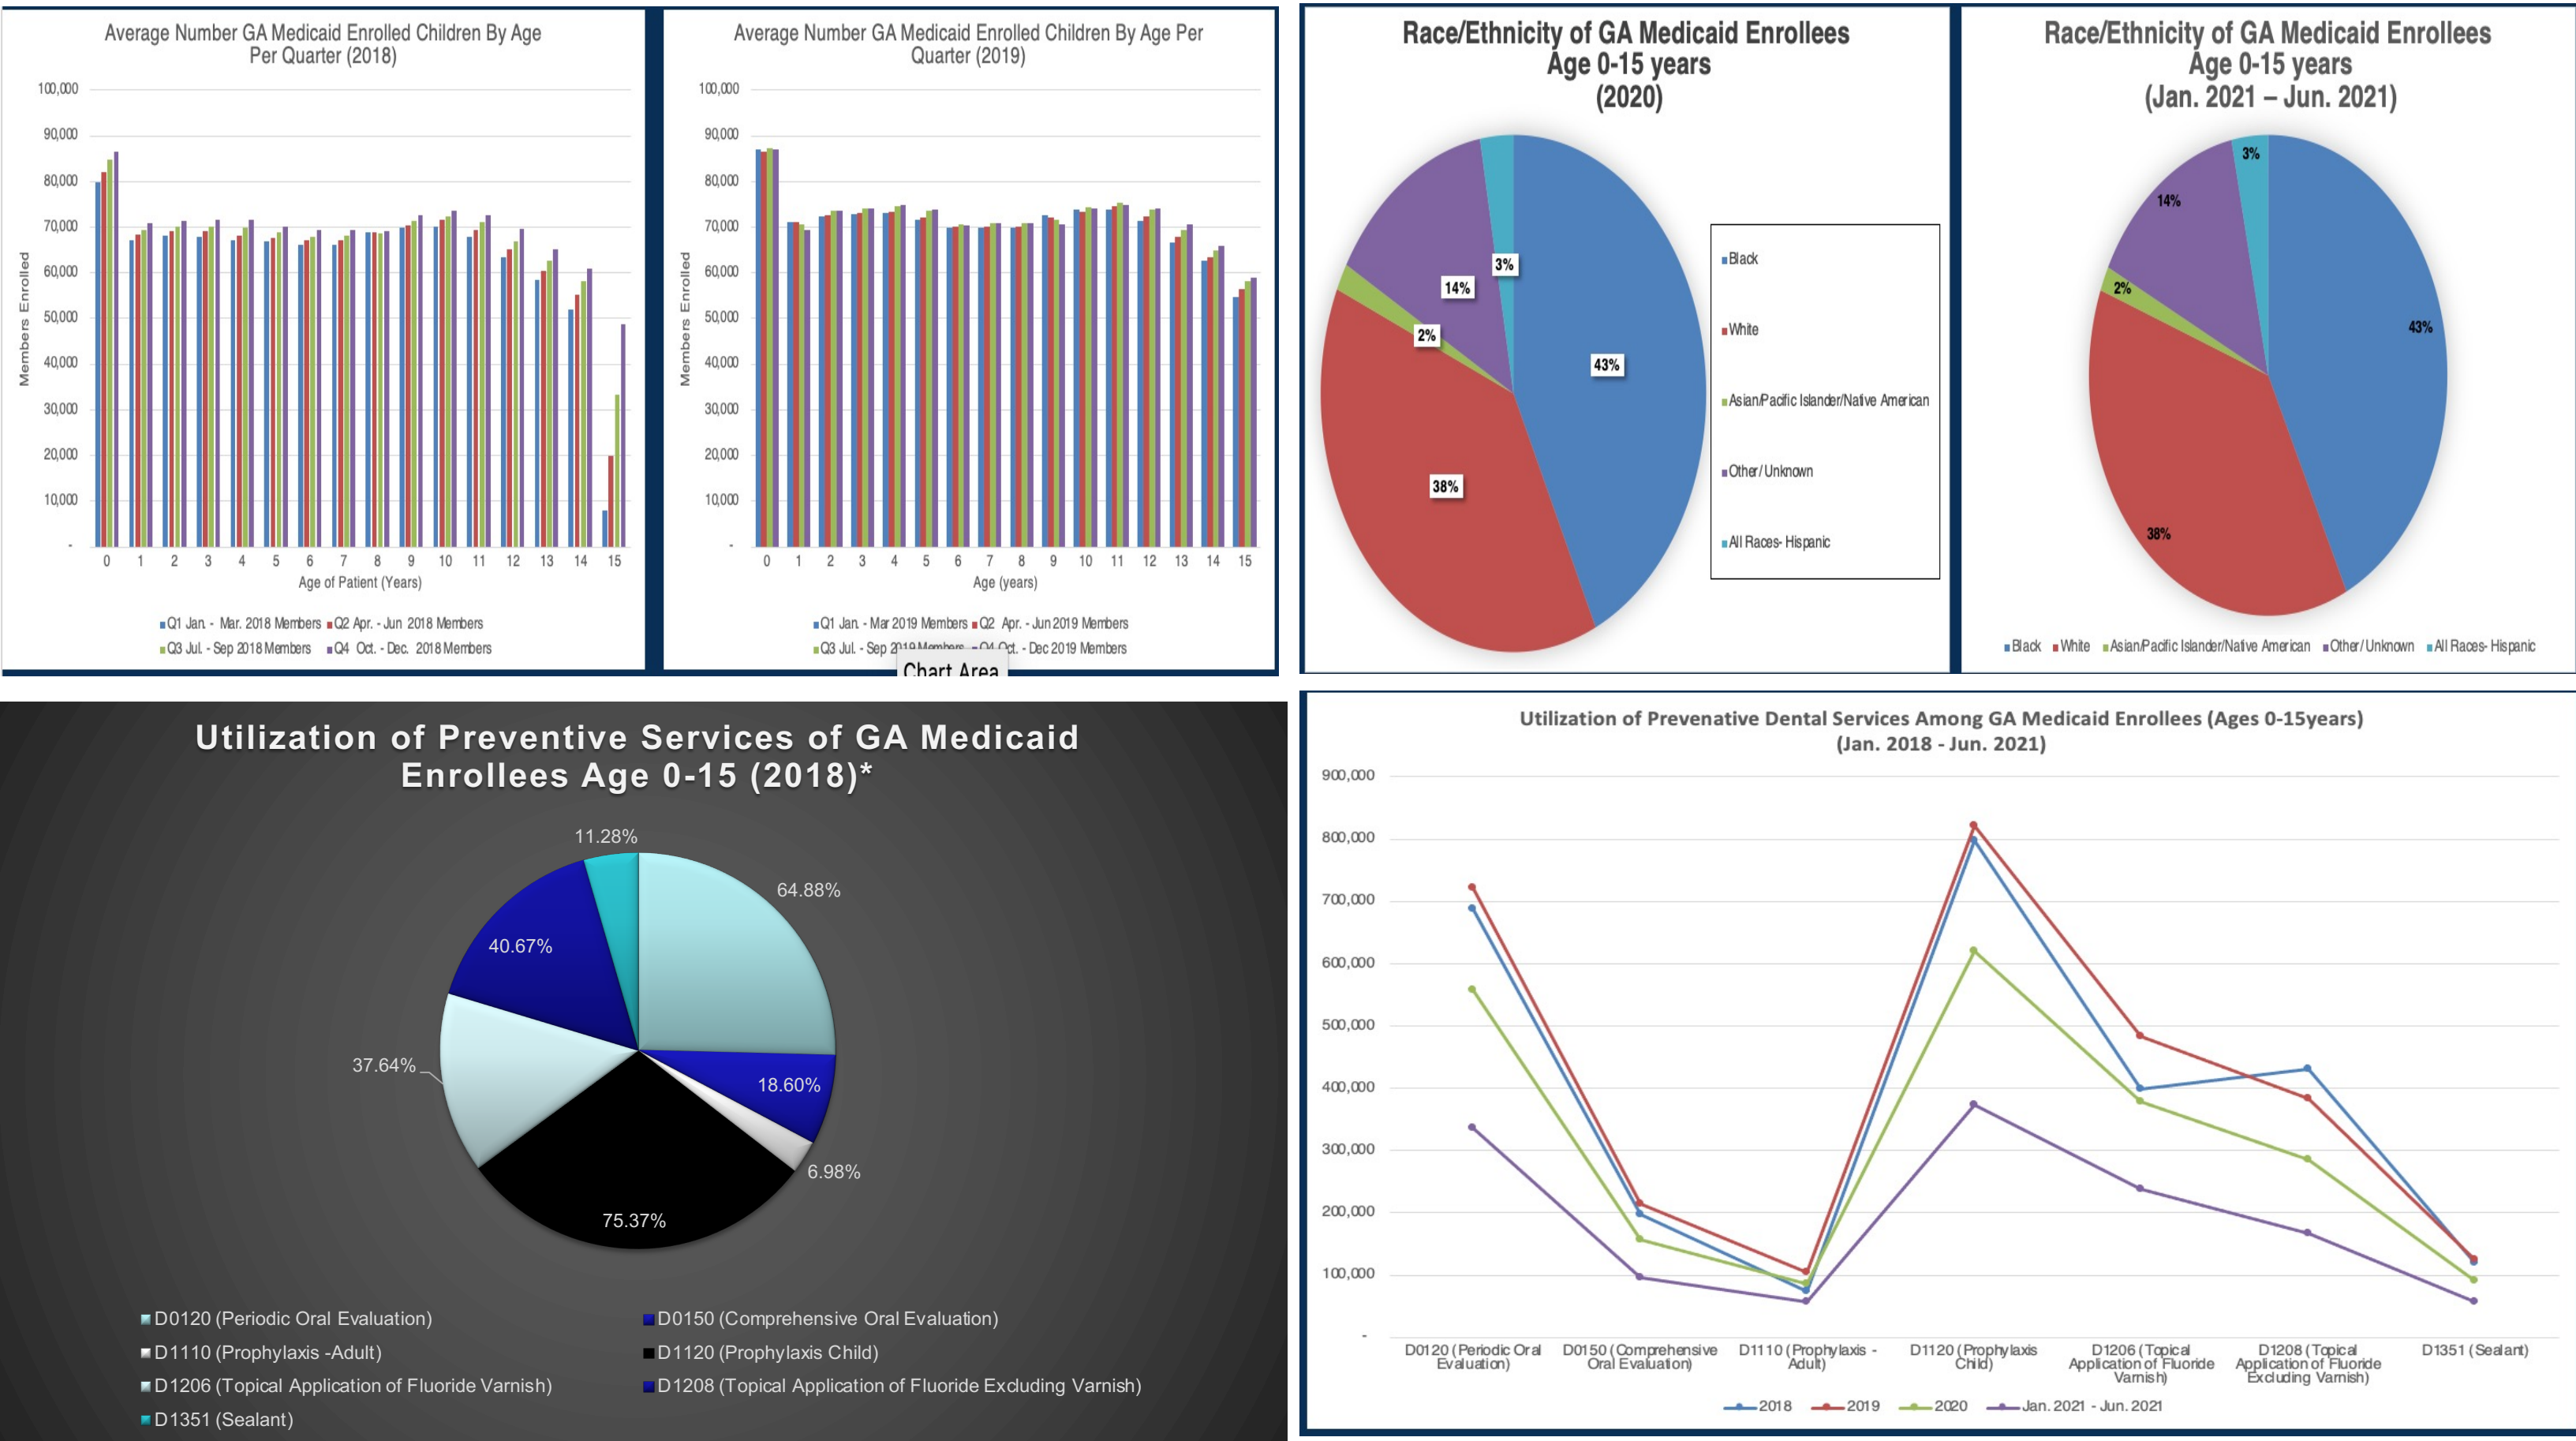 Average Number GA Medicaid Enrolled Children By Age
Per Quarter (2018)
100,000
90,000
80,000
70,000
60,000
50,000
40,000
30,000
20,000
10,000
-
Members Enrolled
0 1 2 3 4 5 6 7 8 9 10 11 12 13 14 15
Age of Patient (Years)
Q1 Jan. - Mar. 2018 Members Q2 Apr. - Jun 2018 Members
Q3 Jul. - Sep 2018 Members Q4 Oct. - Dec. 2018 Members
Average Number GA Medicaid Enrolled Children By Age Per
Quarter (2019)
100,000
90,000
80,000
70,000
60,000
50,000
40,000
30,000
20,000
10,000
-
Members Enrolled
0 1 2 3 4 5 6 7 8 9 10 11 12 13 14 15
Age (years)
Q1 Jan. - Mar 2019 Members Q2 Apr. - Jun 2019 Members
Q3 Jul. - Sep 2019 Members Q4 Oct. - Dec 2019 Members
Chart Area
Race/Ethnicity of GA Medicaid Enrollees
Age 0-15 years
(2020)
3%
14%
2%
43%
38%
Black
White
Asian/Pacific Islander/Native American
Other/ Unknown
All Races- Hispanic
Race/Ethnicity of GA Medicaid Enrollees
Age 0-15 years
(Jan. 2021 – Jun. 2021)
3%
14%
2%
43%
38%
Black White Asian/Pacific Islander/Native American Other/ Unknown All Races- Hispanic
Utilization of Preventive Services of GA Medicaid
Enrollees Age 0-15 (2018)*
11.28%
64.88%
40.67%
37.64%
18.60%
6.98%
75.37%
D0120 (Periodic Oral Evaluation) D0150 (Comprehensive Oral Evaluation)
D1110 (Prophylaxis -Adult) D1120 (Prophylaxis Child)
D1206 (Topical Application of Fluoride Varnish) D1208 (Topical Application of Fluoride Excluding Varnish)
D1351 (Sealant)
Utilization of Prevenative Dental Services Among GA Medicaid Enrollees (Ages 0-15years)
(Jan. 2018 - Jun. 2021)
900,000
800,000
700,000
600,000
500,000
400,000
300,000
200,000
100,000
-
D0120 (Periodic Oral
Evaluation)
D0150 (Comprehensive
Oral Evaluation)
D1110 (Prophylaxis -
Adult)
D1120 (Prophylaxis
Child)
D1206 (Topical
Application of Fluoride
Varnish)
D1208 (Topical
Application of Fluoride
Excluding Varnish)
D1351 (Sealant)
2018 2019 2020 Jan. 2021 - Jun. 2021